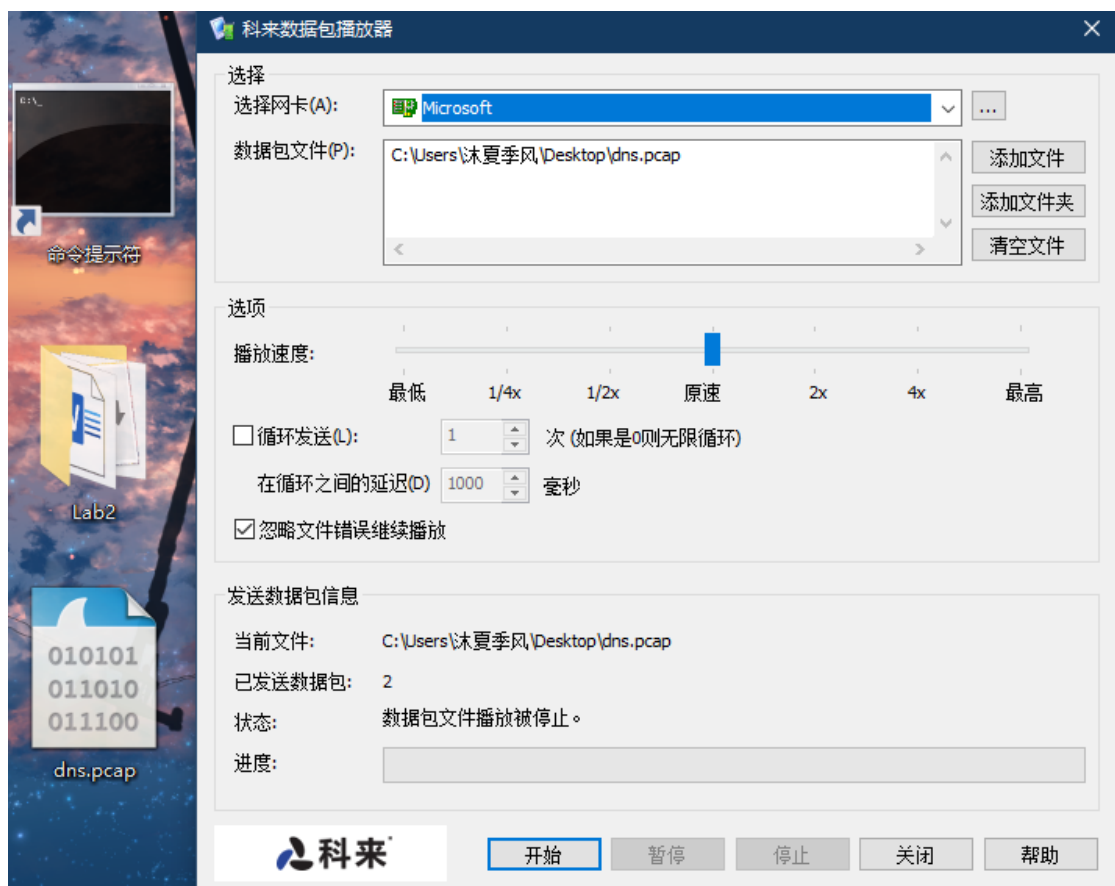 科来数据包播放器
C:\_
命令提示符
Lab2
010101
011010
011100
dns.pcap
选择
选择网卡(A):
Microsoft
...
数据包文件(P):
C:\Users\沐夏季风\Desktop\dns.pcap
添加文件
添加文件夹
清空文件
选项
播放速度:
最低 1/4x 1/2x 原速 2x 4x 最高
循环发送(L): 1 次 (如果是0则无限循环)
在循环之间的延迟(D) 1000 毫秒
忽略文件错误继续播放
发送数据包信息
当前文件: C:\Users\沐夏季风\Desktop\dns.pcap
已发送数据包: 2
状态: 数据包文件播放被停止。
进度:
科来
开始 暂停 停止 关闭 帮助